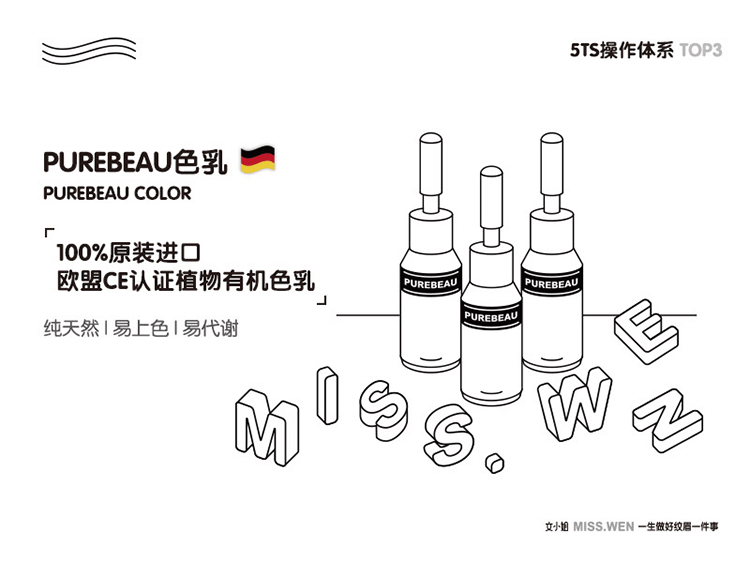 5TS操作体系 TOP3
PUREBEAU色乳
PUREBEAU COLOR
100%原装进口
欧盟CE认证植物有机色乳
纯天然 | 易上色 | 易代谢
PUREBEAU
PUREBEAU
PUREBEAU
MISS.WEN
文小姐 MISS.WEN 一生做好纹眉一件事